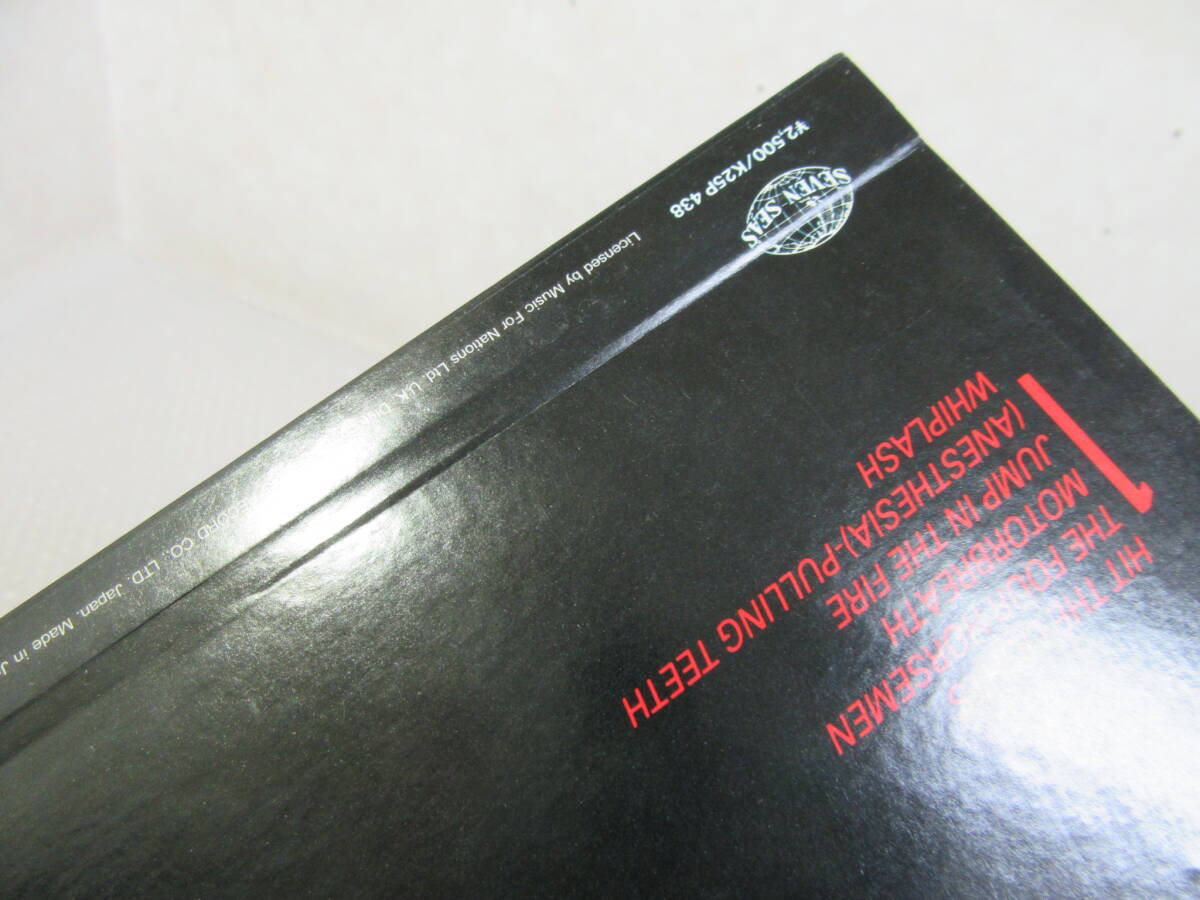 1
HIT THE
THE FOUR HORSEMEN
MOTORBREATH
JUMP IN THE FIRE
(ANESTHESIA)-PULLING TEETH
WHIPLASH
SEVEN SEAS
¥2,500/K25P 438
Licensed by Music For Nations Ltd. U.K.
CO., LTD. Japan. Made in